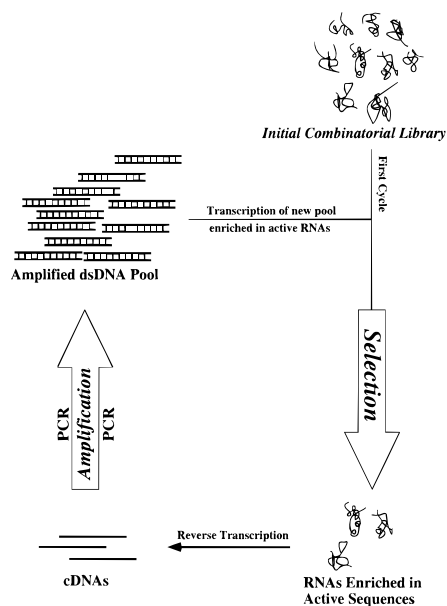 Initial Combinatorial Library
First Cycle
Transcription of new pool
enriched in active RNAs
Amplified dsDNA Pool
Selection
PCR
Amplification
PCR
Reverse Transcription
cDNAs
RNAs Enriched in
Active Sequences